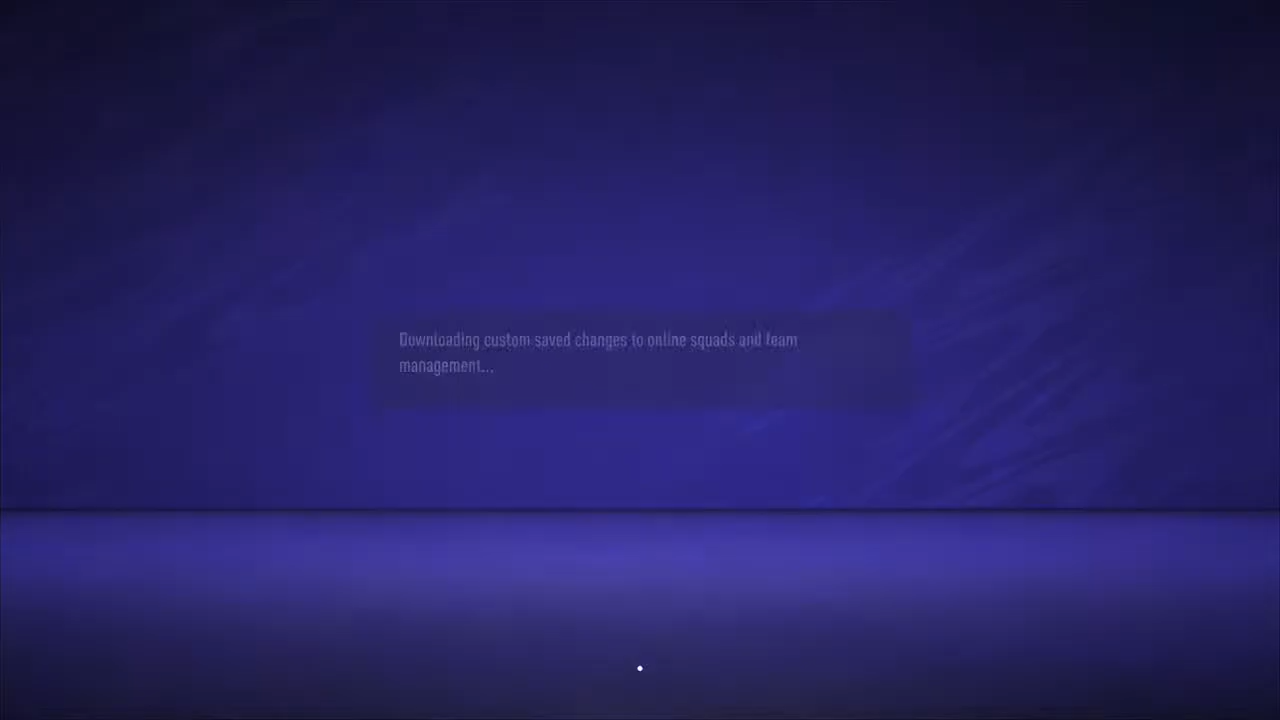 Downloading custom saved changes to online squads and team
management...